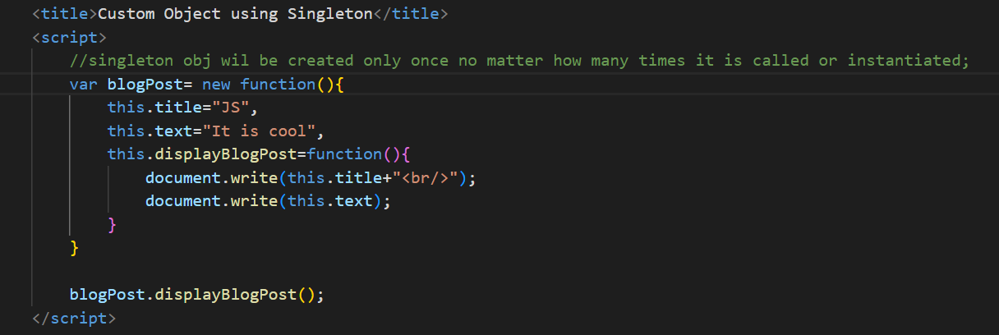 <title>Custom Object using Singleton</title>
<script>
//singleton obj wil be created only once no matter how many times it is called or instantiated;
var blogPost= new function(){
this.title="JS",
this.text="It is cool",
this.displayBlogPost=function(){
document.write(this.title+"<br/>");
document.write(this.text);
}
}
blogPost.displayBlogPost();
</script>